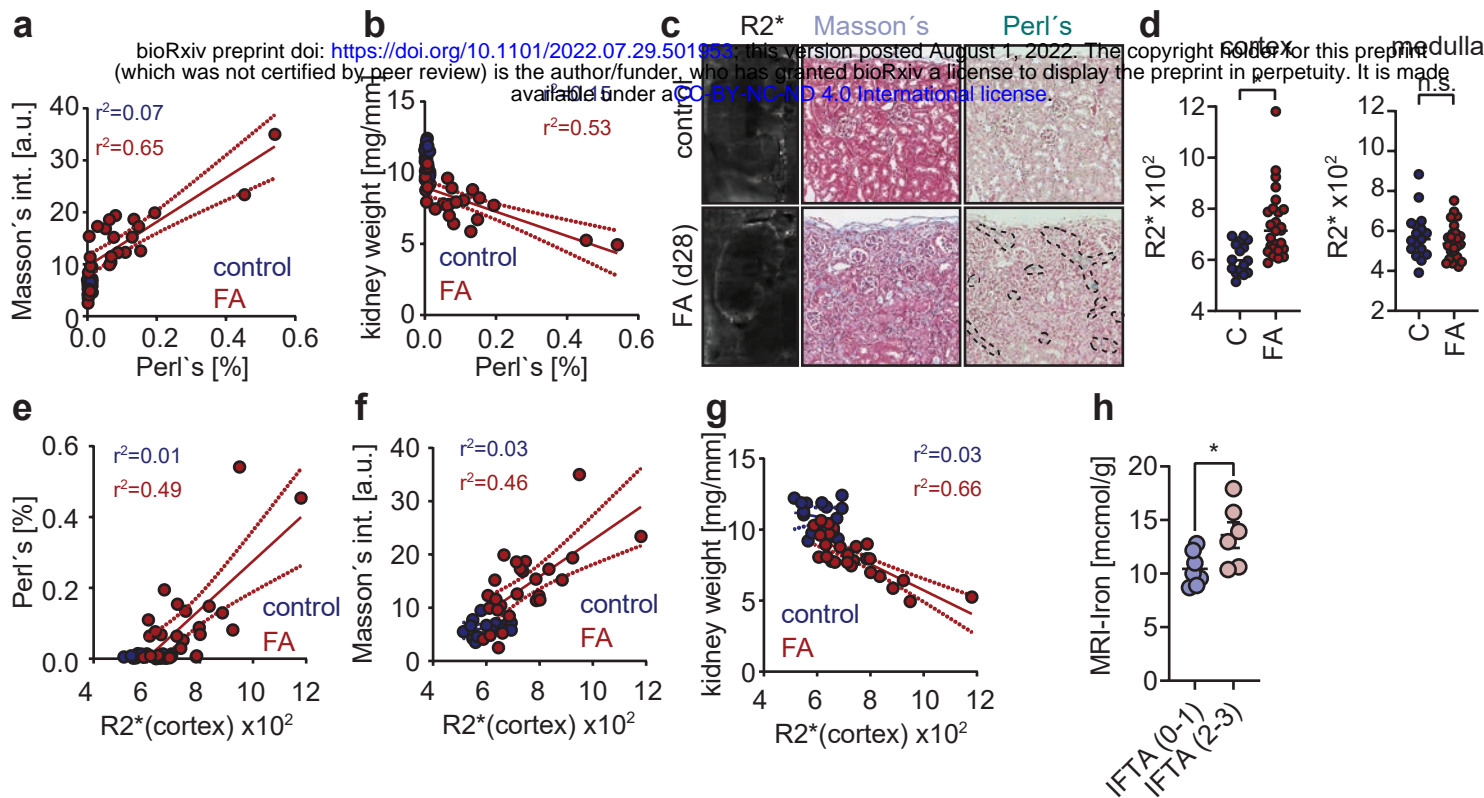 a
b
c
R2*
Masson´s
Perl´s
d
bioRxiv preprint doi: https://doi.org/10.1101/2022.07.29.501953; this version posted August 1, 2022. The copyright holder for this preprint
(which was not certified by peer review) is the author/funder, who has granted bioRxiv a license to display the preprint in perpetuity. It is made
available under aCC-BY-NC-ND 4.0 International license.
Masson´s int. [a.u.]
40
30
20
10
0
r²=0.07
r²=0.65
control
FA
0.0
0.2
0.4
0.6
Perl`s [%]
kidney weight [mg/mm]
15
10
5
0
r²=0.53
control
FA
0.0
0.2
0.4
0.6
Perl`s [%]
control
FA (d28)
cortex
*
R2* x10²
12
10
8
6
4
C
FA
medulla
n.s.
R2* x10²
12
10
8
6
4
2
C
FA
e
Perl´s [%]
0.6
0.4
0.2
0.0
r²=0.01
r²=0.49
control
FA
4
6
8
10
12
R2*(cortex) x10²
f
Masson´s int. [a.u.]
40
30
20
10
0
r²=0.03
r²=0.46
control
FA
4
6
8
10
12
R2*(cortex) x10²
g
kidney weight [mg/mm]
15
10
5
0
r²=0.03
r²=0.66
control
FA
4
6
8
10
12
R2*(cortex) x10²
h
*
MRI-Iron [mcmol/g]
20
15
10
5
0
IFTA (0-1)
IFTA (2-3)